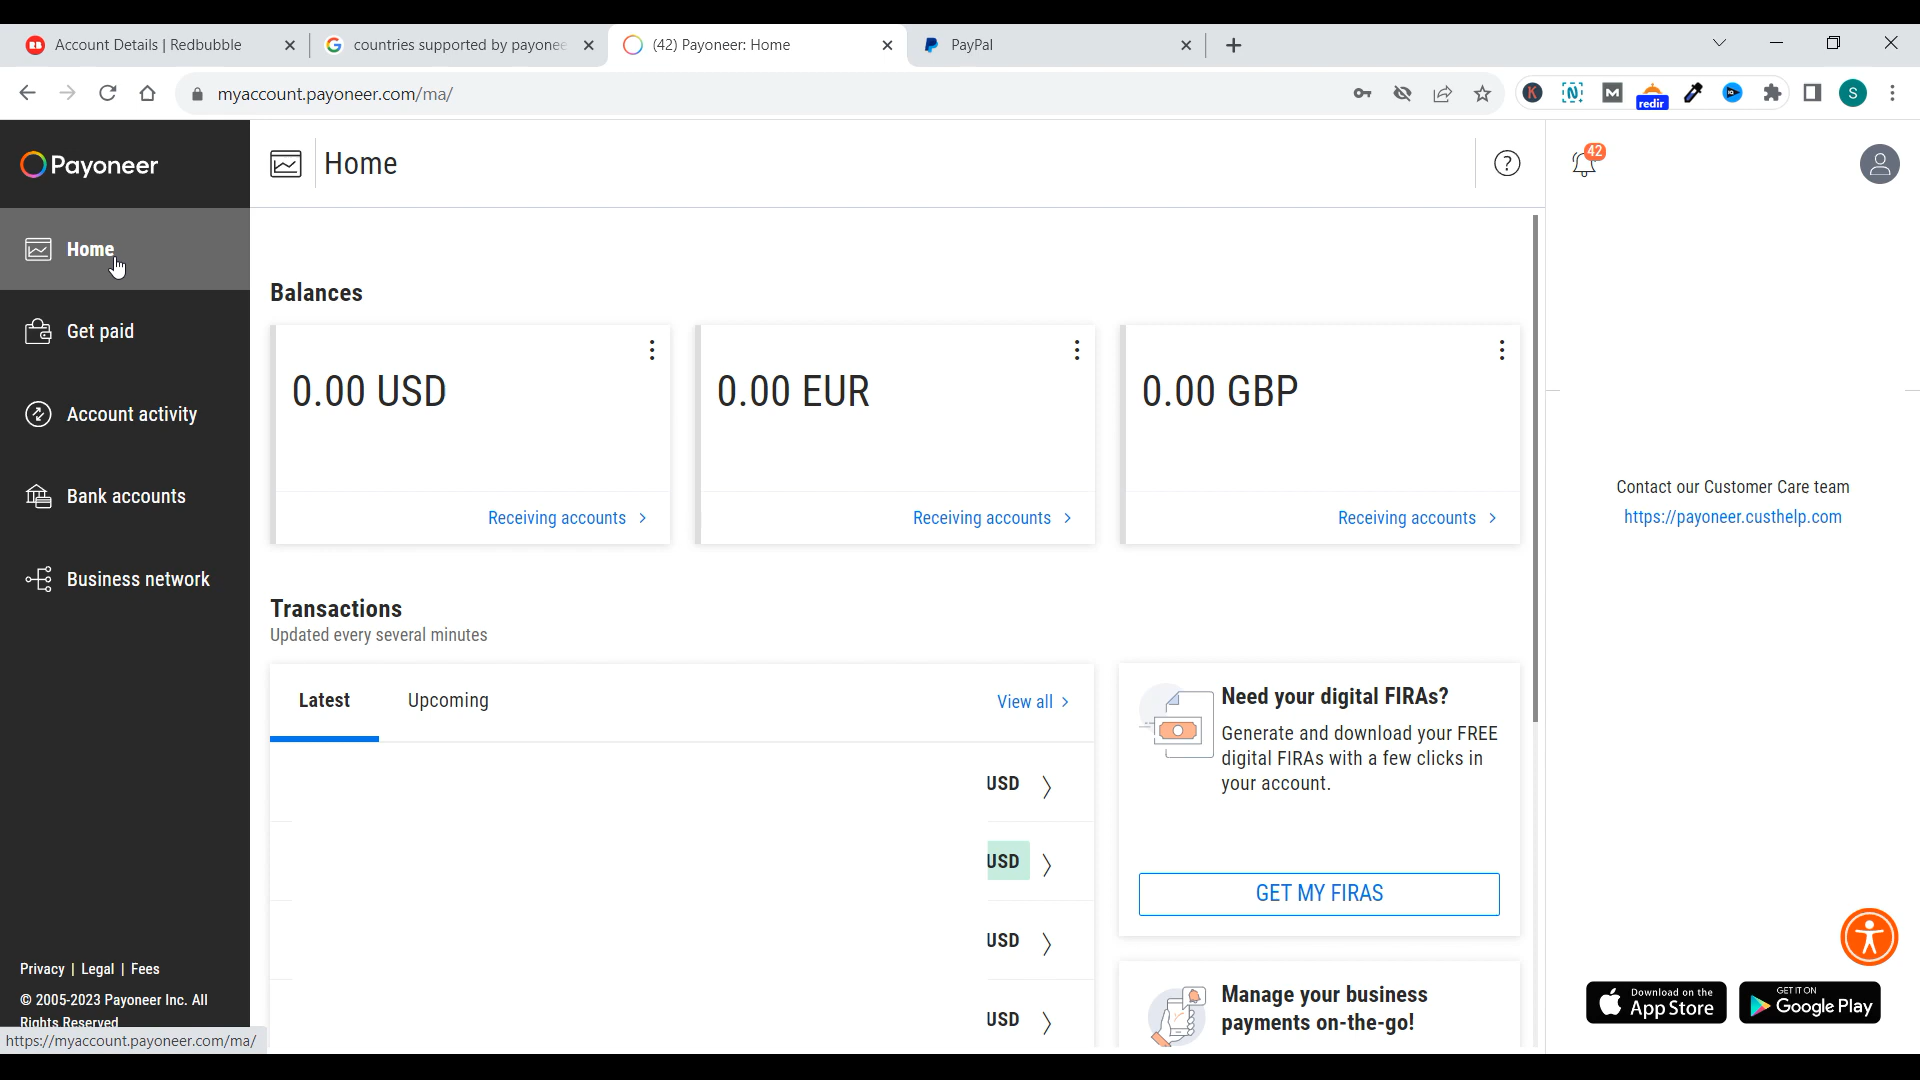 Account Details | Redbubble
countries supported by payonee
(42) Payoneer: Home
PayPal
myaccount.payoneer.com/ma/
redir
S
Payoneer
Home
42
Home
Get paid
Account activity
Bank accounts
Business network
Balances
0.00 USD
0.00 EUR
0.00 GBP
Receiving accounts
Receiving accounts
Receiving accounts
Contact our Customer Care team
https://payoneer.custhelp.com
Transactions
Updated every several minutes
Latest
Upcoming
View all
USD
USD
USD
USD
Need your digital FIRAs?
Generate and download your FREE
digital FIRAs with a few clicks in
your account.
GET MY FIRAS
Manage your business
payments on-the-go!
Download on the
App Store
GET IT ON
Google Play
Privacy | Legal | Fees
© 2005-2023 Payoneer Inc. All
Rights Reserved
https://myaccount.payoneer.com/ma/